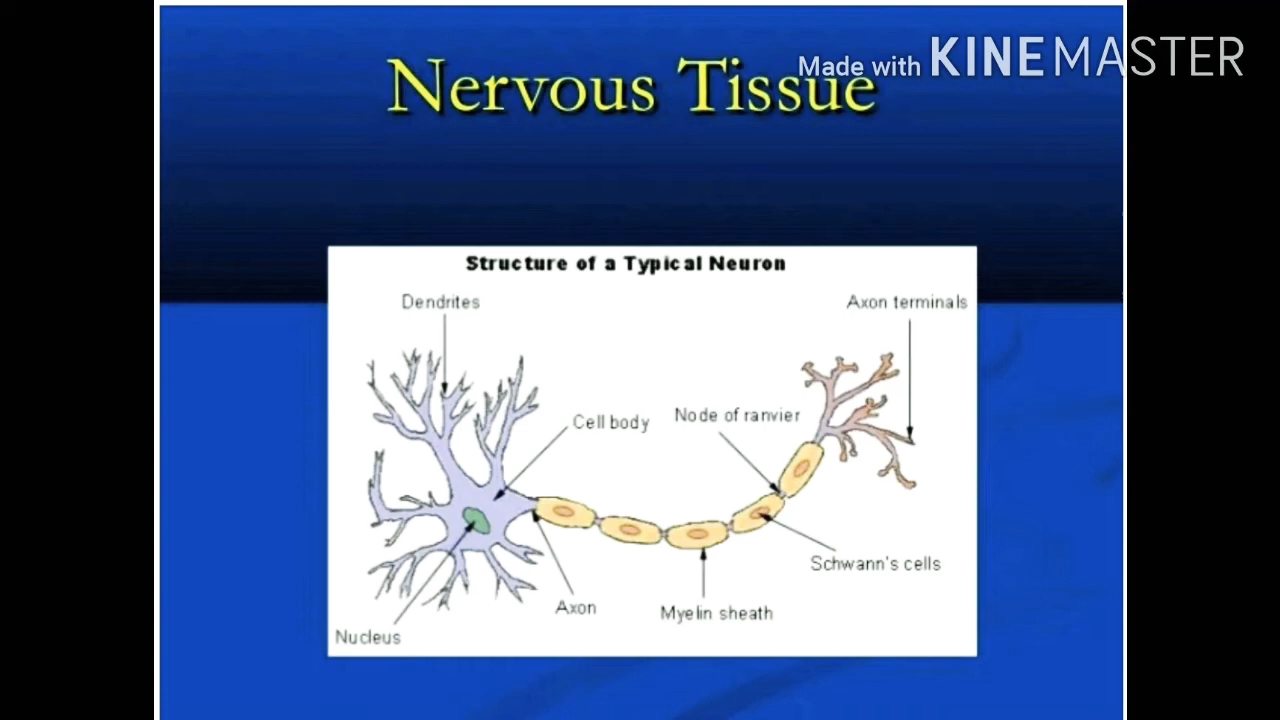 Made with KINEMASTER
Nervous Tissue
Structure of a Typical Neuron
Dendrites
Axon terminals
Cell body
Node of ranvier
Schwann's cells
Axon
Myelin sheath
Nucleus